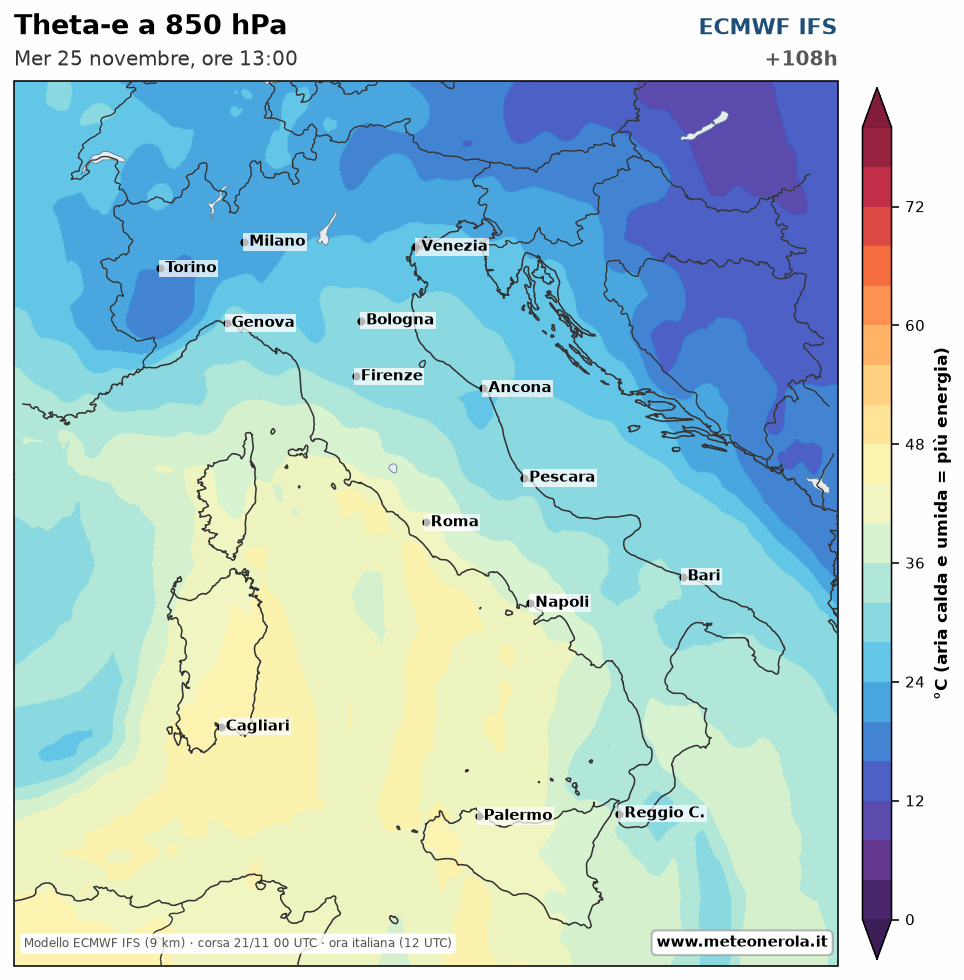 Theta-e a 850 hPa
ECMWF IFS
Mer 25 novembre, ore 13:00
+108h
Milano
Venezia
Torino
Genova
Bologna
Firenze
Ancona
Pescara
Roma
Bari
Napoli
Cagliari
Palermo
Reggio C.
72
60
48
36
24
12
0
°C (aria calda e umida = più energia)
Modello ECMWF IFS (9 km) · corsa 21/11 00 UTC · ora italiana (12 UTC)
www.meteonerola.it